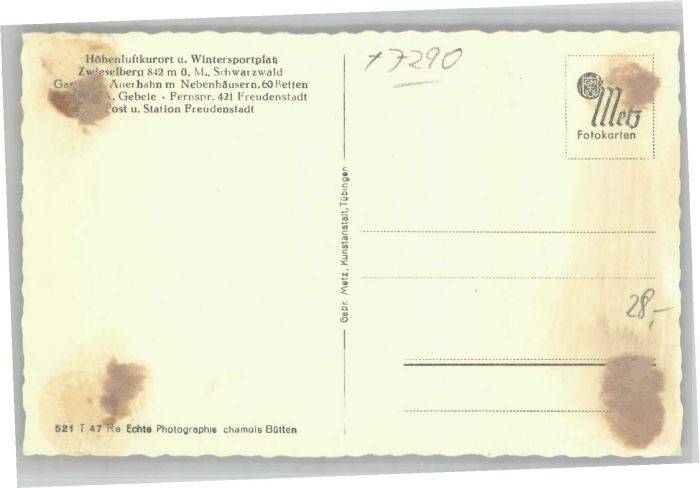 Höhenluftkurort u. Wintersportplatz
Zwieselberg 842 m ü. M., Schwarzwald
Auerhahn m Nebenhäusern, 60 Betten
A. Gebele · Fernspr. 421 Freudenstadt
Post u. Station Freudenstadt
+7290
Metz
Fotokarten
Gebr. Metz, Kunstanstalt, Tübingen
28,-
521 T 47 Re Echte Photographie chamois Bütten